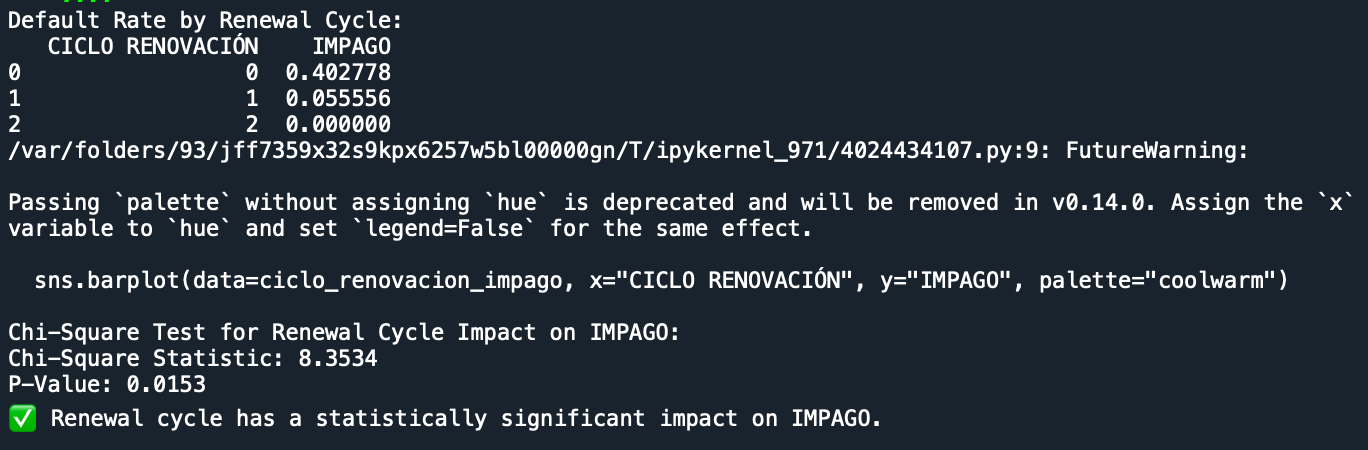 Default Rate by Renewal Cycle:
CICLO RENOVACIÓN IMPAGO
0 0 0.402778
1 1 0.055556
2 2 0.000000
/var/folders/93/jff7359x32s9kpx6257w5bl00000gn/T/ipykernel_971/4024434107.py:9: FutureWarning:
Passing `palette` without assigning `hue` is deprecated and will be removed in v0.14.0. Assign the `x`
variable to `hue` and set `legend=False` for the same effect.
sns.barplot(data=ciclo_renovacion_impago, x="CICLO RENOVACIÓN", y="IMPAGO", palette="coolwarm")
Chi-Square Test for Renewal Cycle Impact on IMPAGO:
Chi-Square Statistic: 8.3534
P-Value: 0.0153
✅ Renewal cycle has a statistically significant impact on IMPAGO.